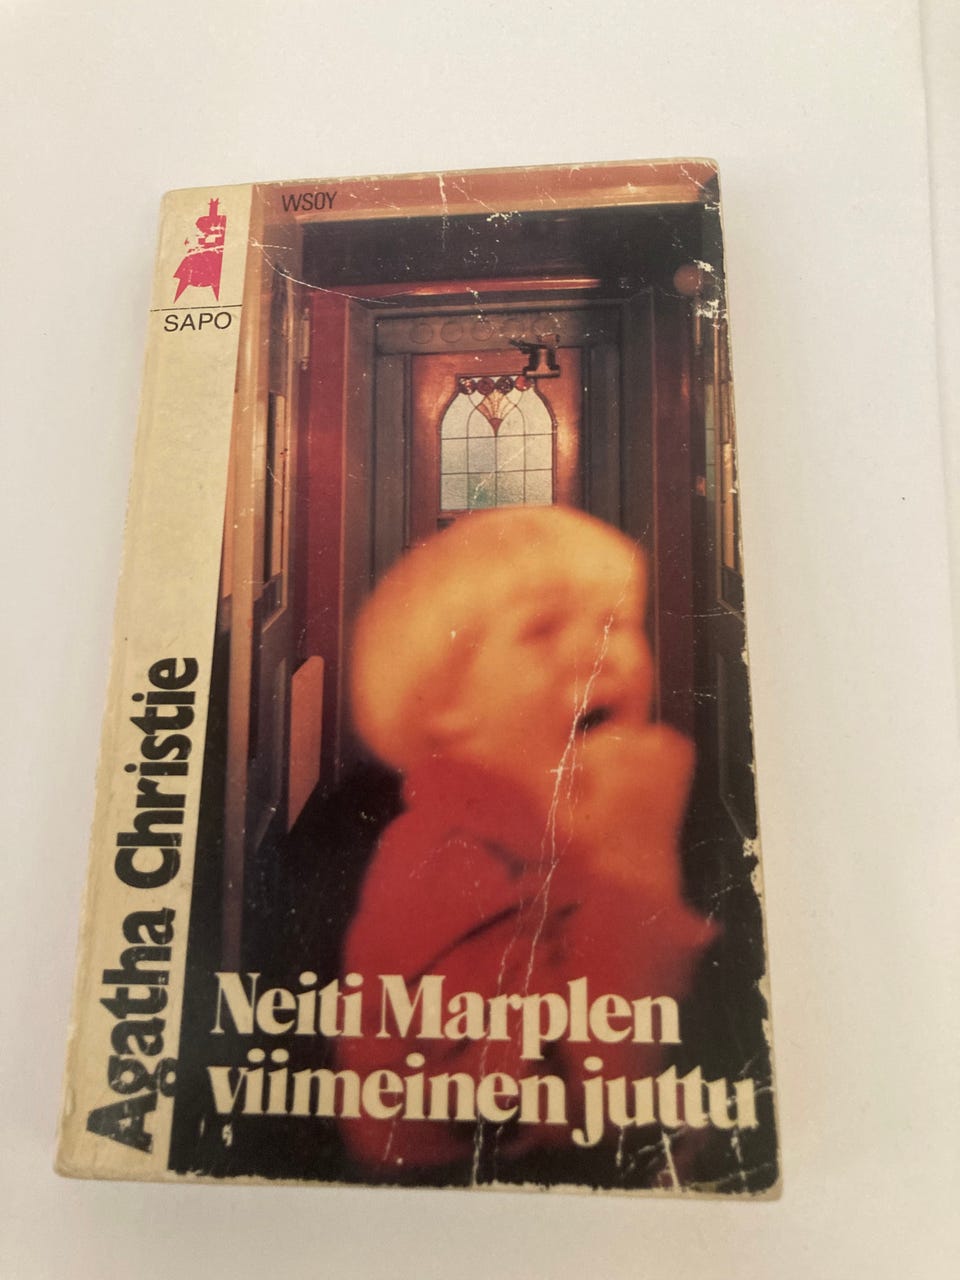 WSOY
SAPO
Agatha Christie
Neiti Marplen
viimeinen juttu